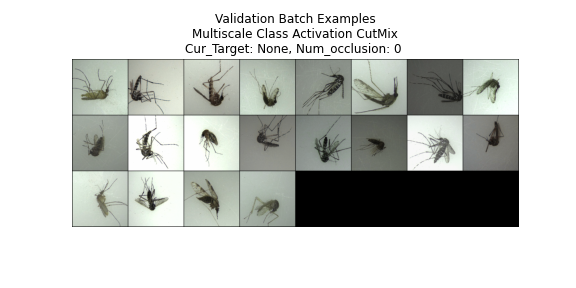 Validation Batch Examples
Multiscale Class Activation CutMix
Cur_Target: None, Num_occlusion: 0